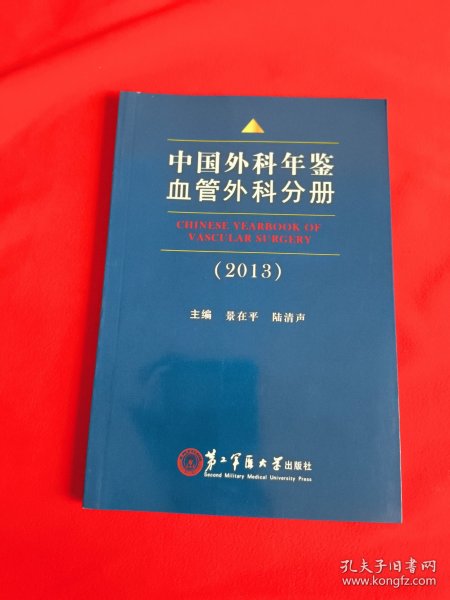 中国外科年鉴
血管外科分册
CHINESE YEARBOOK OF
VASCULAR SURGERY
(2013)
主编 景在平 陆清声
第二军医大学出版社
Second Military Medical University Press
孔夫子旧书网
www.kongfz.com